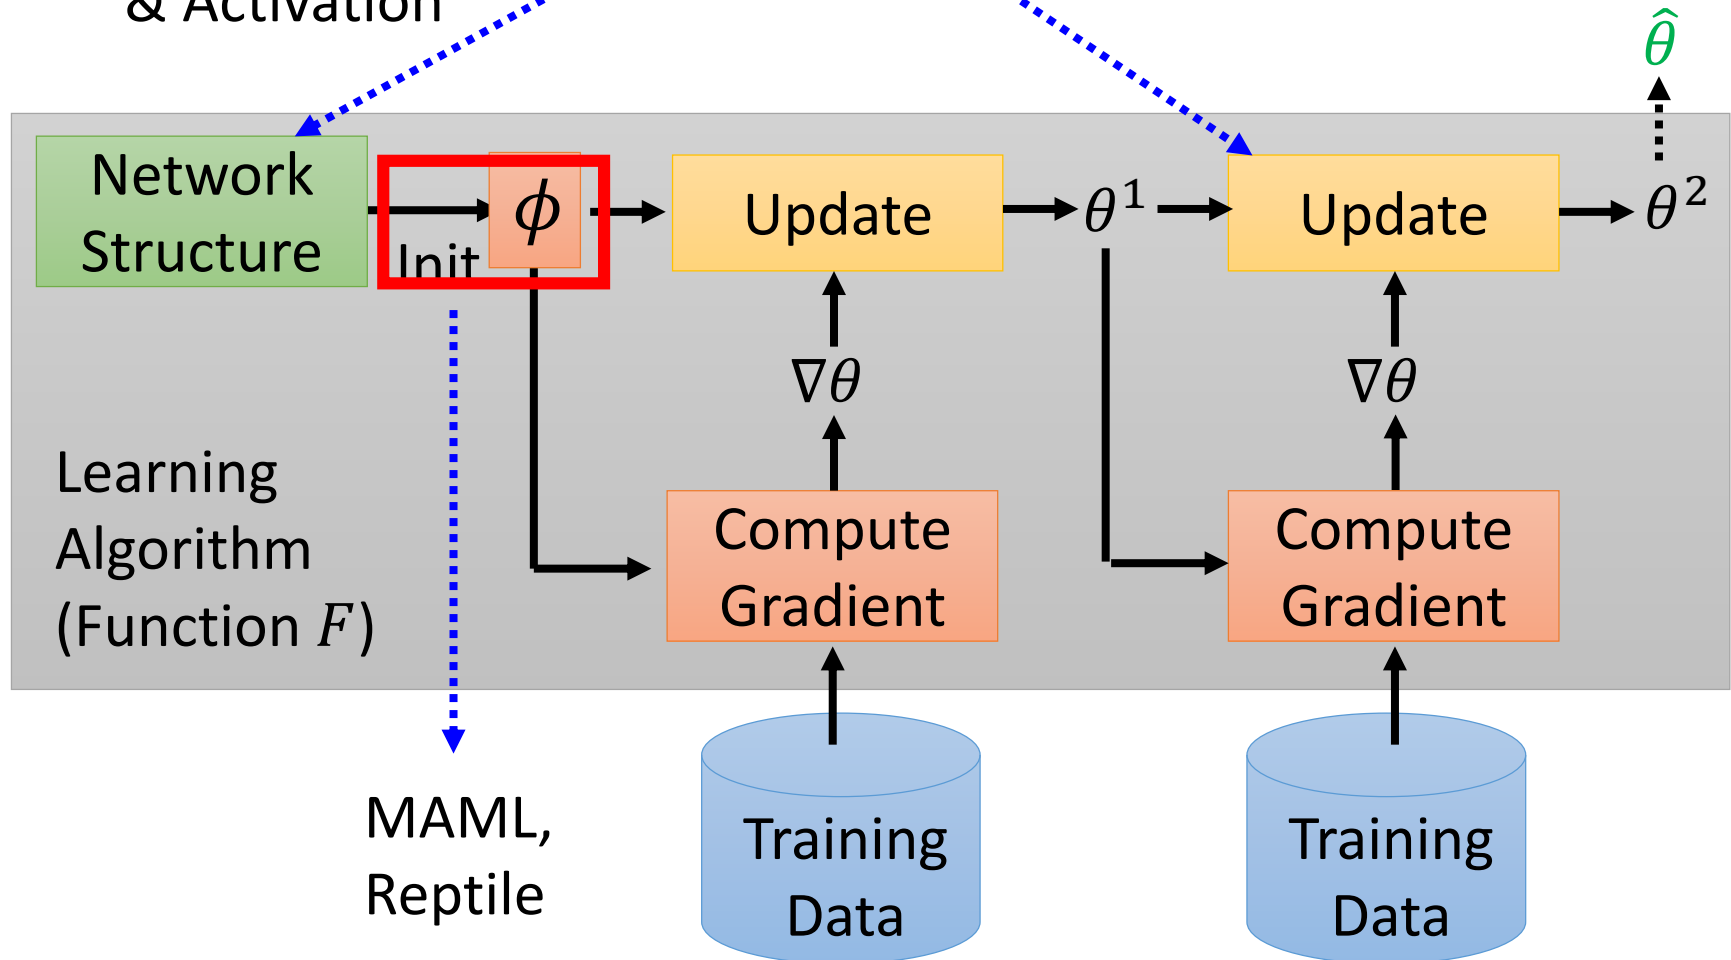 & Activation
θ̂
Network
Structure
Init
ϕ
Update
θ¹
Update
θ²
∇θ
∇θ
Learning
Algorithm
(Function F)
Compute
Gradient
Compute
Gradient
MAML,
Reptile
Training
Data
Training
Data